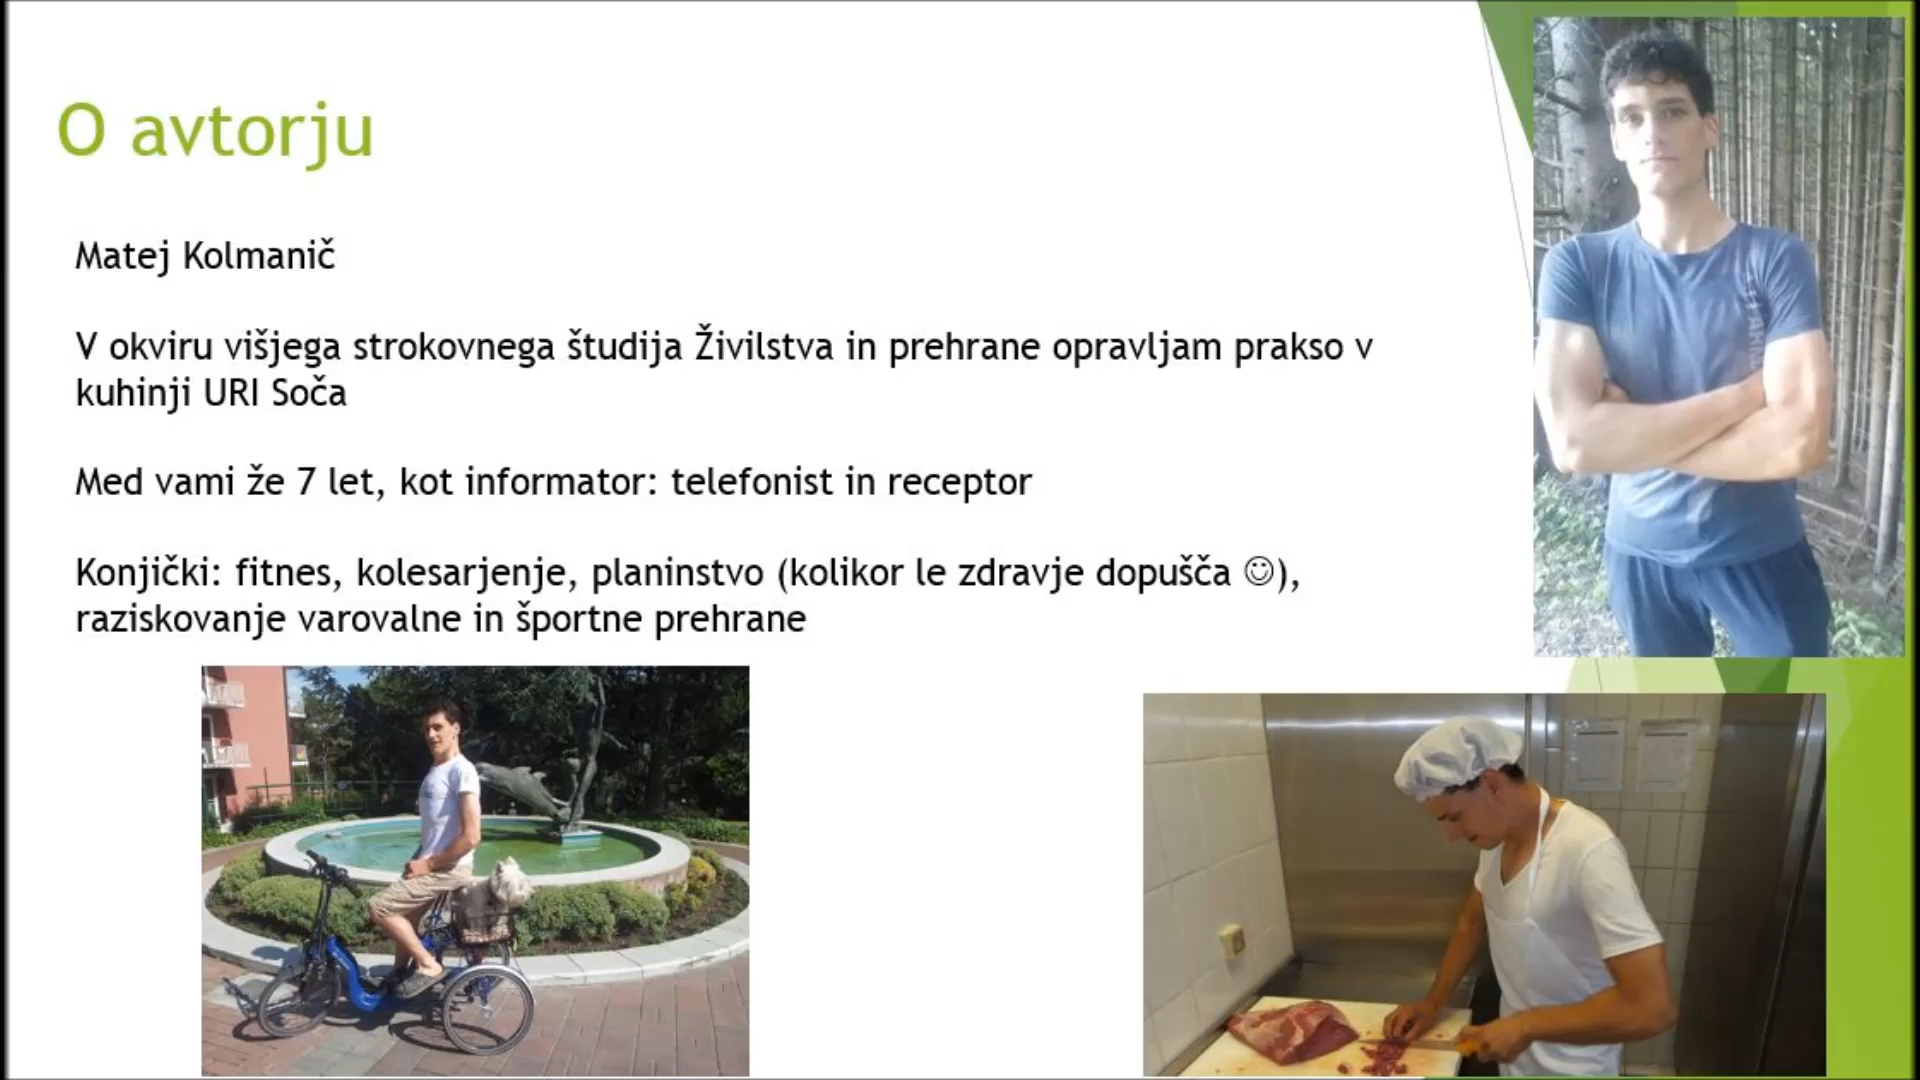 O avtorju
Matej Kolmanič
V okviru višjega strokovnega študija Živilstva in prehrane opravljam prakso v
kuhinji URI Soča
Med vami že 7 let, kot informator: telefonist in receptor
Konjički: fitnes, kolesarjenje, planinstvo (kolikor le zdravje dopušča ☺),
raziskovanje varovalne in športne prehrane